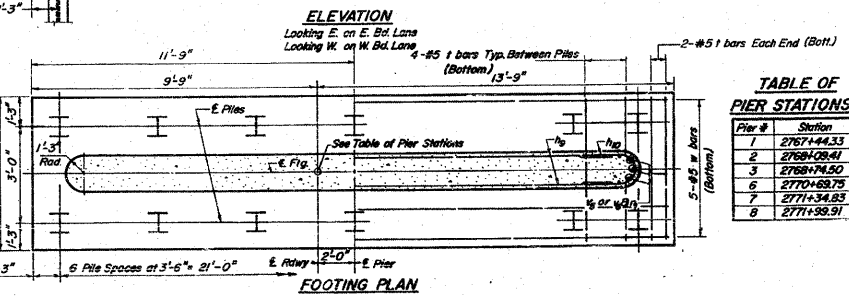 1'-3"
ELEVATION
Looking E. on E. Bd. Lane
Looking W. on W. Bd. Lane
2-#5 t bars Each End (Bott.)
4-#5 t bars Typ. Between Piles
(Bottom)
11'-9"
9'-9"
13'-9"
TABLE OF
PIER STATIONS
Pier # Station
1 2767+44.33
2 2768+09.41
3 2768+74.50
6 2770+69.75
7 2771+34.83
8 2771+99.91
1'-3"
3'-0"
1'-3"
℄ Piles
1'-3"
Rad.
℄ Ftg.
See Table of Pier Stations
h9
h10
5-#5 w bars
(Bottom)
3"
6 Pile Spaces at 3'-6" = 21'-0"
℄ Rdwy
2'-0"
℄ Pier
FOOTING PLAN